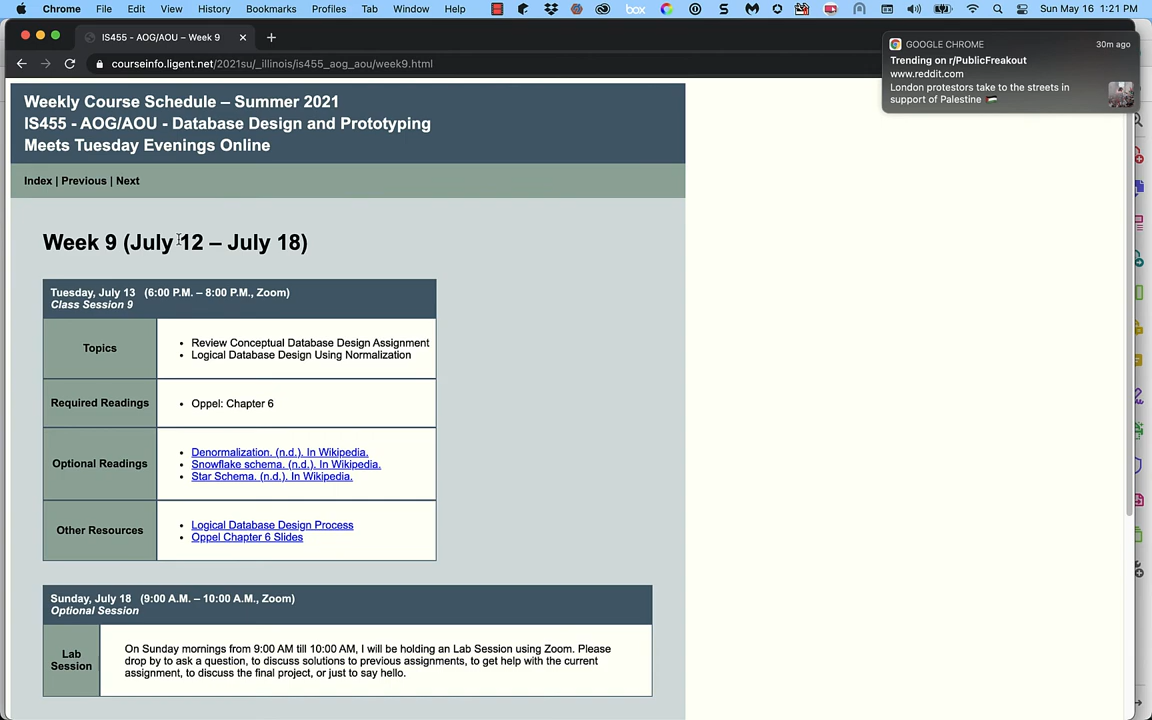 Chrome File Edit View History Bookmarks Profiles Tab Window Help box Sun May 16 1:21 PM
IS455 - AOG/AOU – Week 9
courseinfo.ligent.net/2021su/_illinois/is455_aog_aou/week9.html
GOOGLE CHROME 30m ago
Trending on r/PublicFreakout
www.reddit.com
London protestors take to the streets in
support of Palestine 🇵🇸
Weekly Course Schedule – Summer 2021
IS455 - AOG/AOU - Database Design and Prototyping
Meets Tuesday Evenings Online
Index | Previous | Next
Week 9 (July 12 – July 18)
Tuesday, July 13 (6:00 P.M. – 8:00 P.M., Zoom)
Class Session 9
Topics
• Review Conceptual Database Design Assignment
• Logical Database Design Using Normalization
Required Readings
• Oppel: Chapter 6
Optional Readings
• Denormalization. (n.d.). In Wikipedia.
• Snowflake schema. (n.d.). In Wikipedia.
• Star Schema. (n.d.). In Wikipedia.
Other Resources
• Logical Database Design Process
• Oppel Chapter 6 Slides
Sunday, July 18 (9:00 A.M. – 10:00 A.M., Zoom)
Optional Session
Lab
Session
On Sunday mornings from 9:00 AM till 10:00 AM, I will be holding an Lab Session using Zoom. Please
drop by to ask a question, to discuss solutions to previous assignments, to get help with the current
assignment, to discuss the final project, or just to say hello.